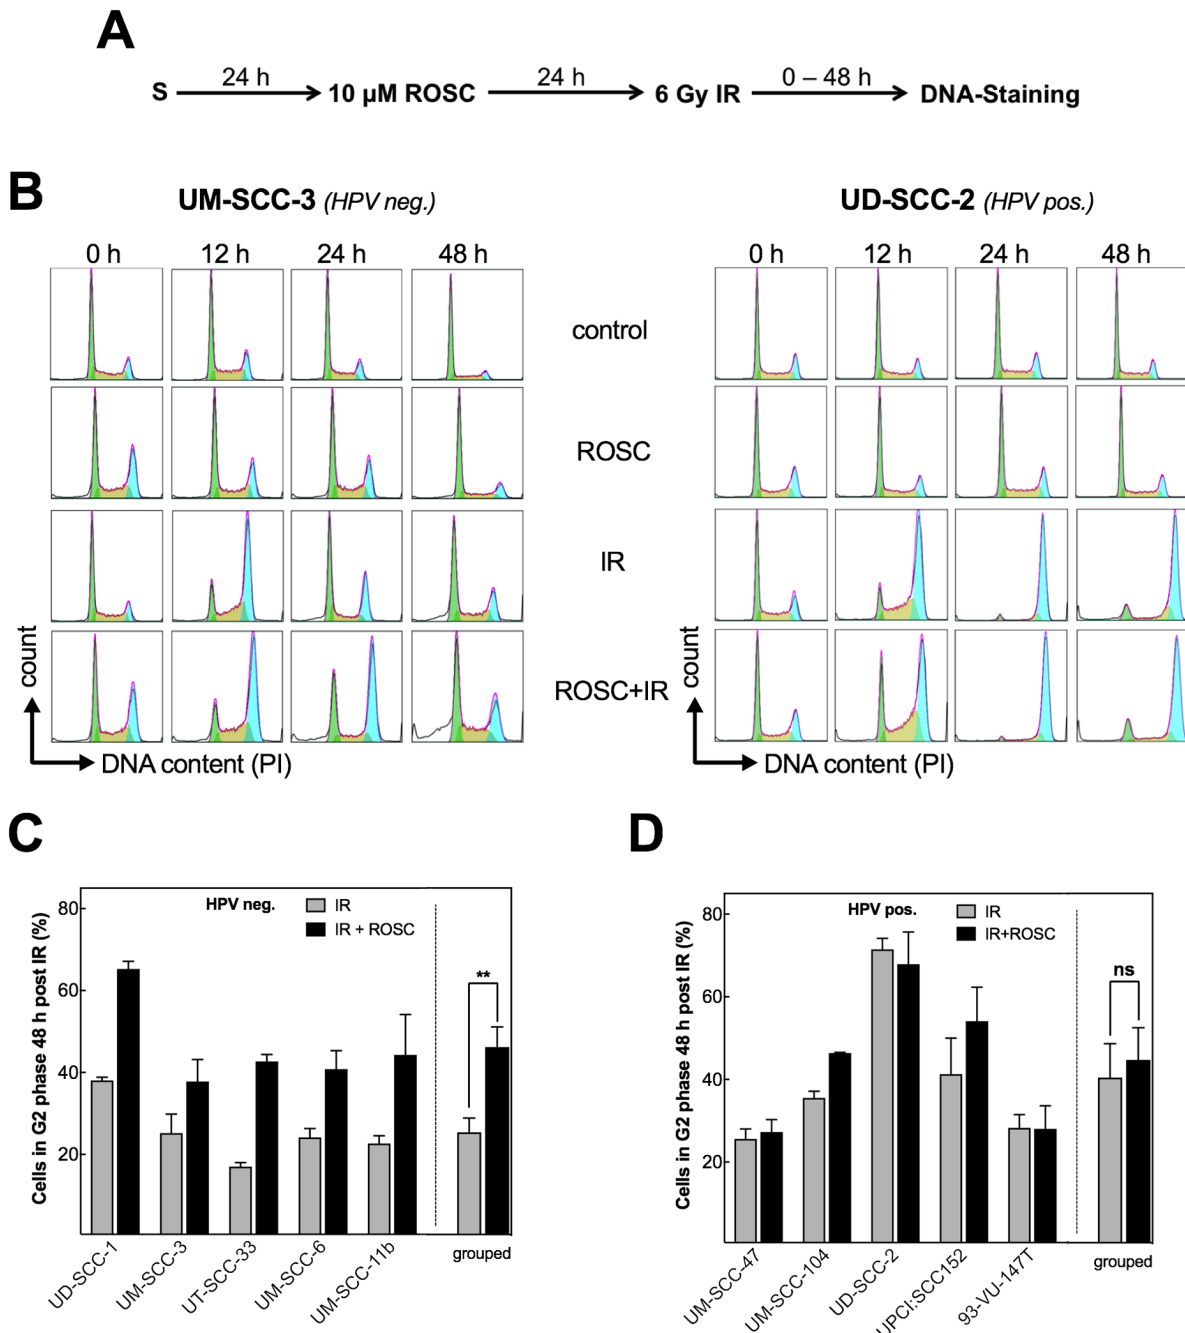 A
S 24 h 10 µM ROSC 24 h 6 Gy IR 0 – 48 h DNA-Staining
B
UM-SCC-3 (HPV neg.)
UD-SCC-2 (HPV pos.)
0 h 12 h 24 h 48 h
0 h 12 h 24 h 48 h
control
ROSC
IR
ROSC+IR
count
DNA content (PI)
count
DNA content (PI)
C
HPV neg.
IR
IR + ROSC
Cells in G2 phase 48 h post IR (%)
80
60
40
20
**
UD-SCC-1
UM-SCC-3
UT-SCC-33
UM-SCC-6
UM-SCC-11b
grouped
D
HPV pos.
IR
IR+ROSC
Cells in G2 phase 48 h post IR (%)
80
60
40
20
ns
UM-SCC-47
UM-SCC-104
UD-SCC-2
UPCI:SCC152
93-VU-147T
grouped